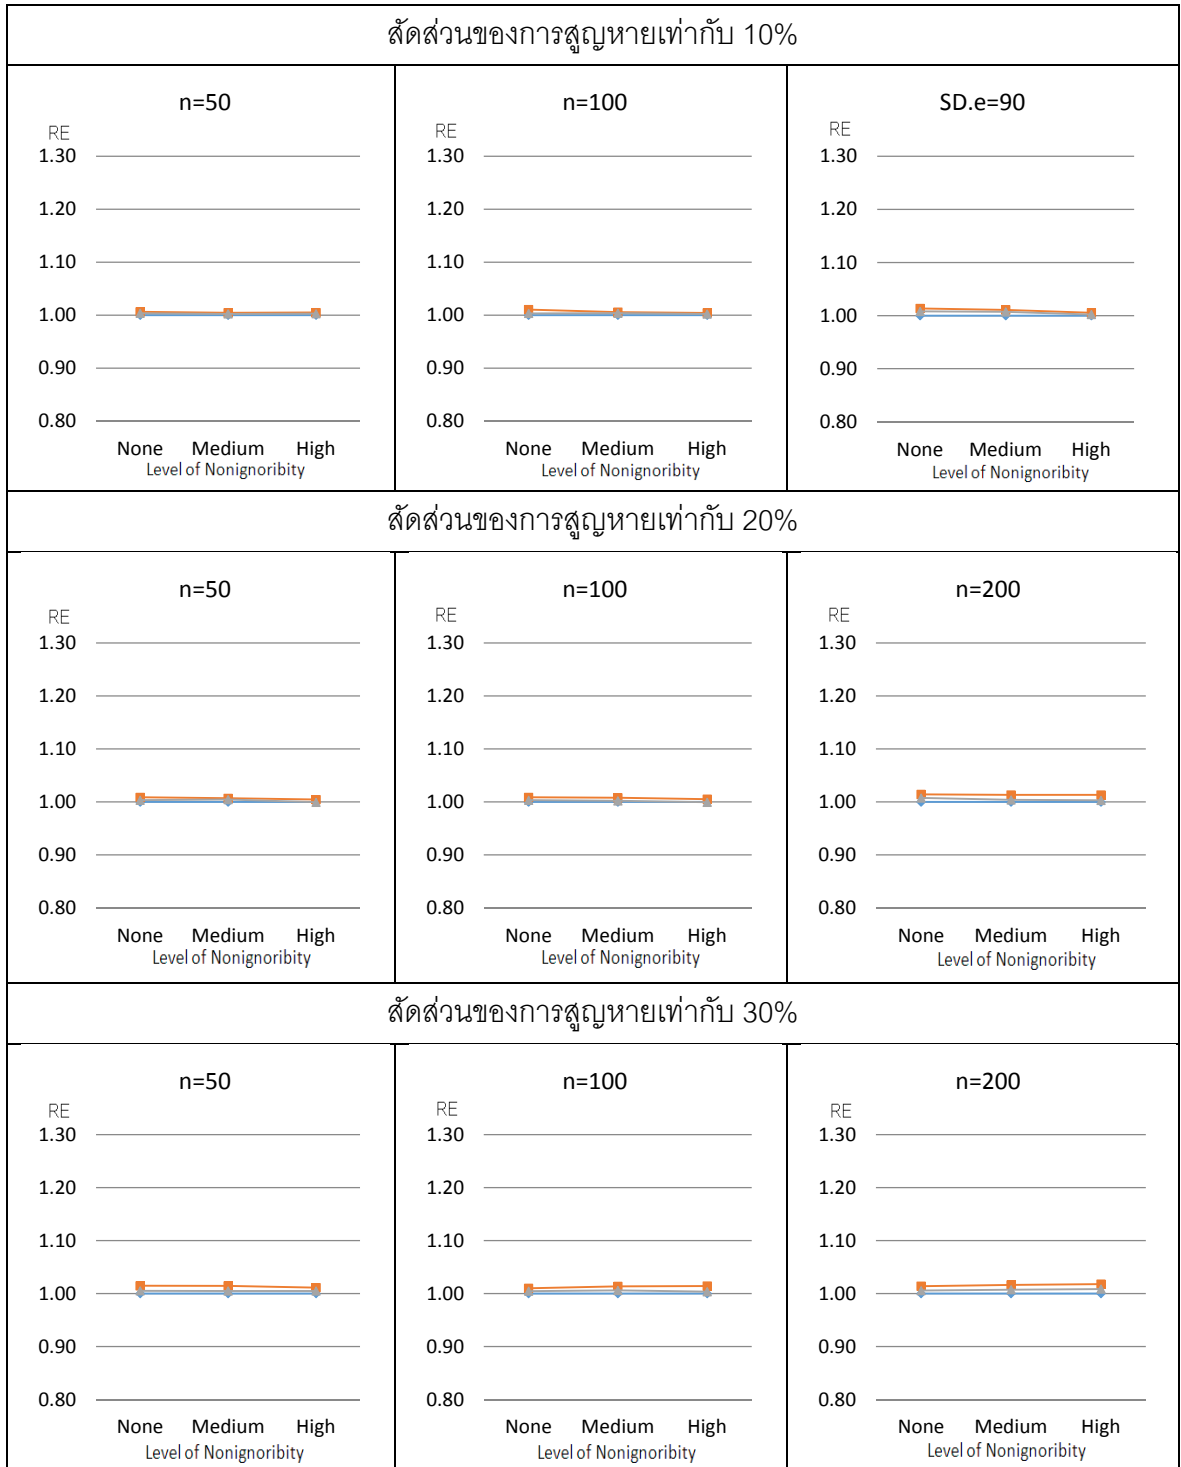 สัดส่วนของการสูญหายเท่ากับ 10%
n=50
RE
1.30
1.20
1.10
1.00
0.90
0.80
None Medium High
Level of Nonignoribity
n=100
RE
1.30
1.20
1.10
1.00
0.90
0.80
None Medium High
Level of Nonignoribity
SD.e=90
RE
1.30
1.20
1.10
1.00
0.90
0.80
None Medium High
Level of Nonignoribity
สัดส่วนของการสูญหายเท่ากับ 20%
n=50
RE
1.30
1.20
1.10
1.00
0.90
0.80
None Medium High
Level of Nonignoribity
n=100
RE
1.30
1.20
1.10
1.00
0.90
0.80
None Medium High
Level of Nonignoribity
n=200
RE
1.30
1.20
1.10
1.00
0.90
0.80
None Medium High
Level of Nonignoribity
สัดส่วนของการสูญหายเท่ากับ 30%
n=50
RE
1.30
1.20
1.10
1.00
0.90
0.80
None Medium High
Level of Nonignoribity
n=100
RE
1.30
1.20
1.10
1.00
0.90
0.80
None Medium High
Level of Nonignoribity
n=200
RE
1.30
1.20
1.10
1.00
0.90
0.80
None Medium High
Level of Nonignoribity